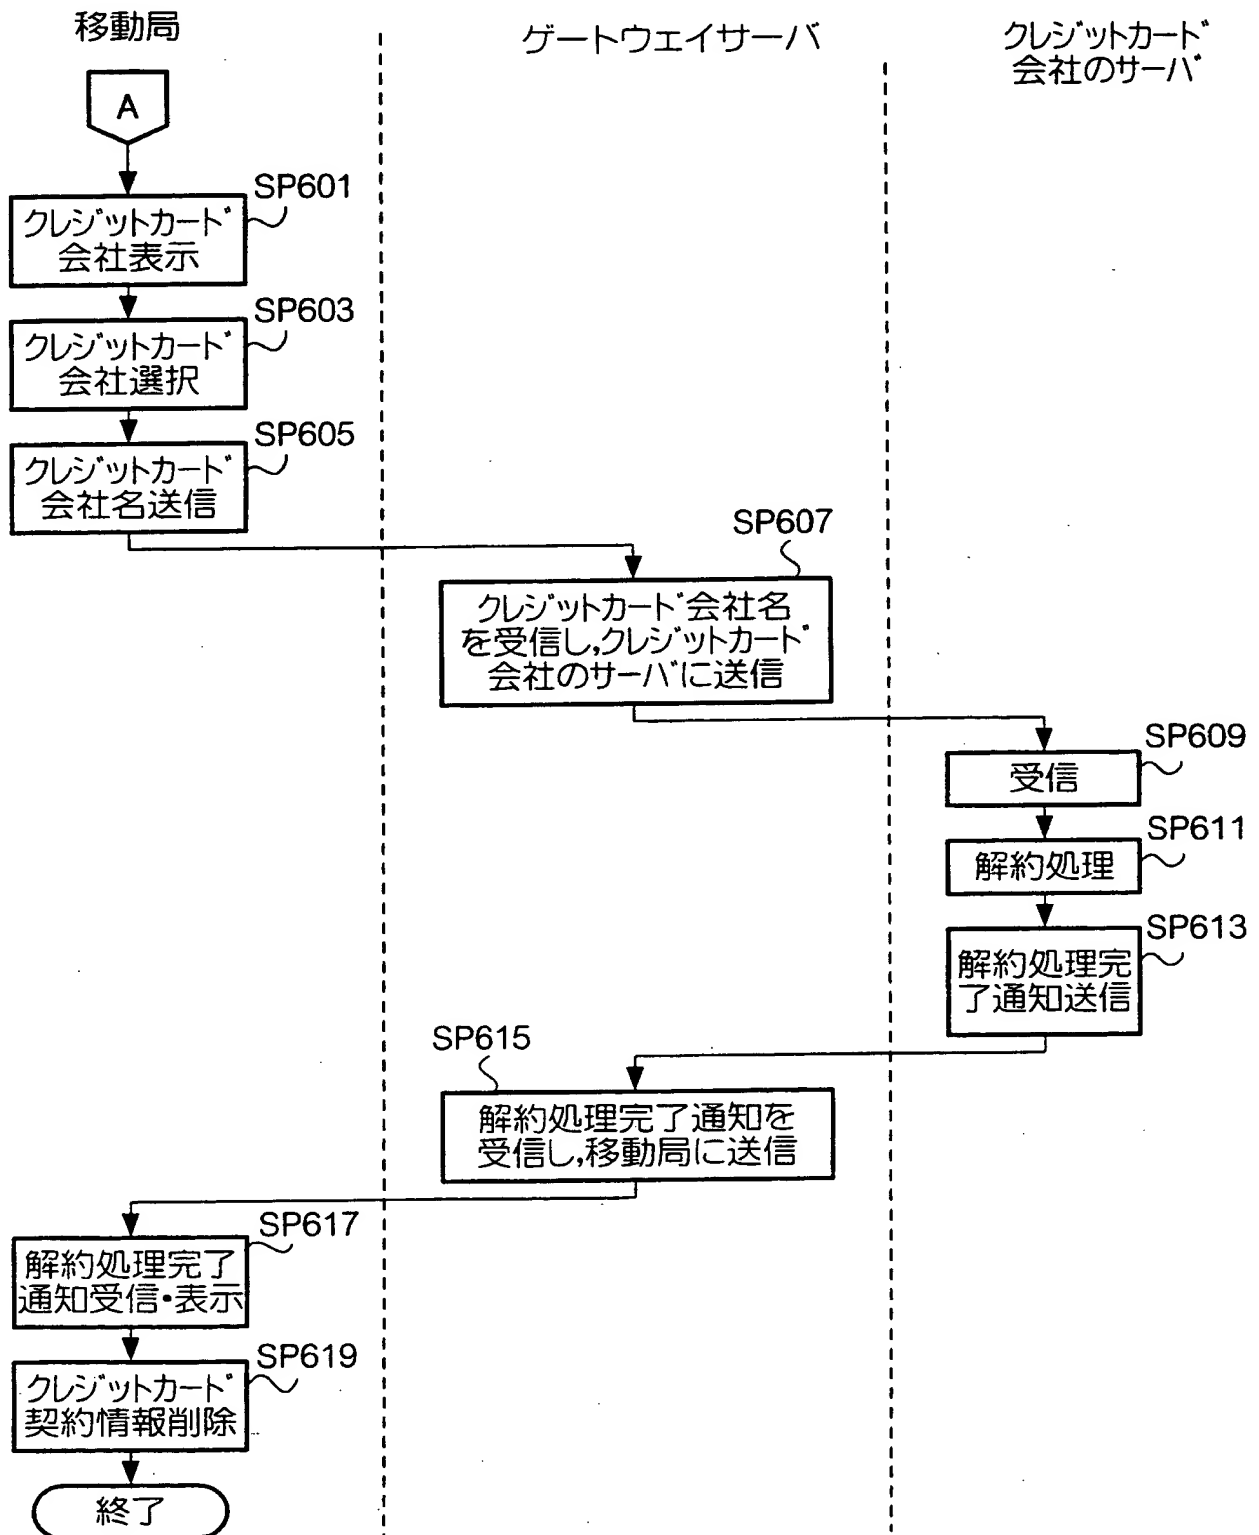 移動局
ゲートウェイサーバ
クレジットカード
会社のサーバ
A
SP601
クレジットカード
会社表示
SP603
クレジットカード
会社選択
SP605
クレジットカード
会社名送信
SP607
クレジットカード会社名
を受信し,クレジットカード
会社のサーバに送信
SP609
受信
SP611
解約処理
SP613
解約処理完
了通知送信
SP615
解約処理完了通知を
受信し,移動局に送信
SP617
解約処理完了
通知受信・表示
SP619
クレジットカード
契約情報削除
終了